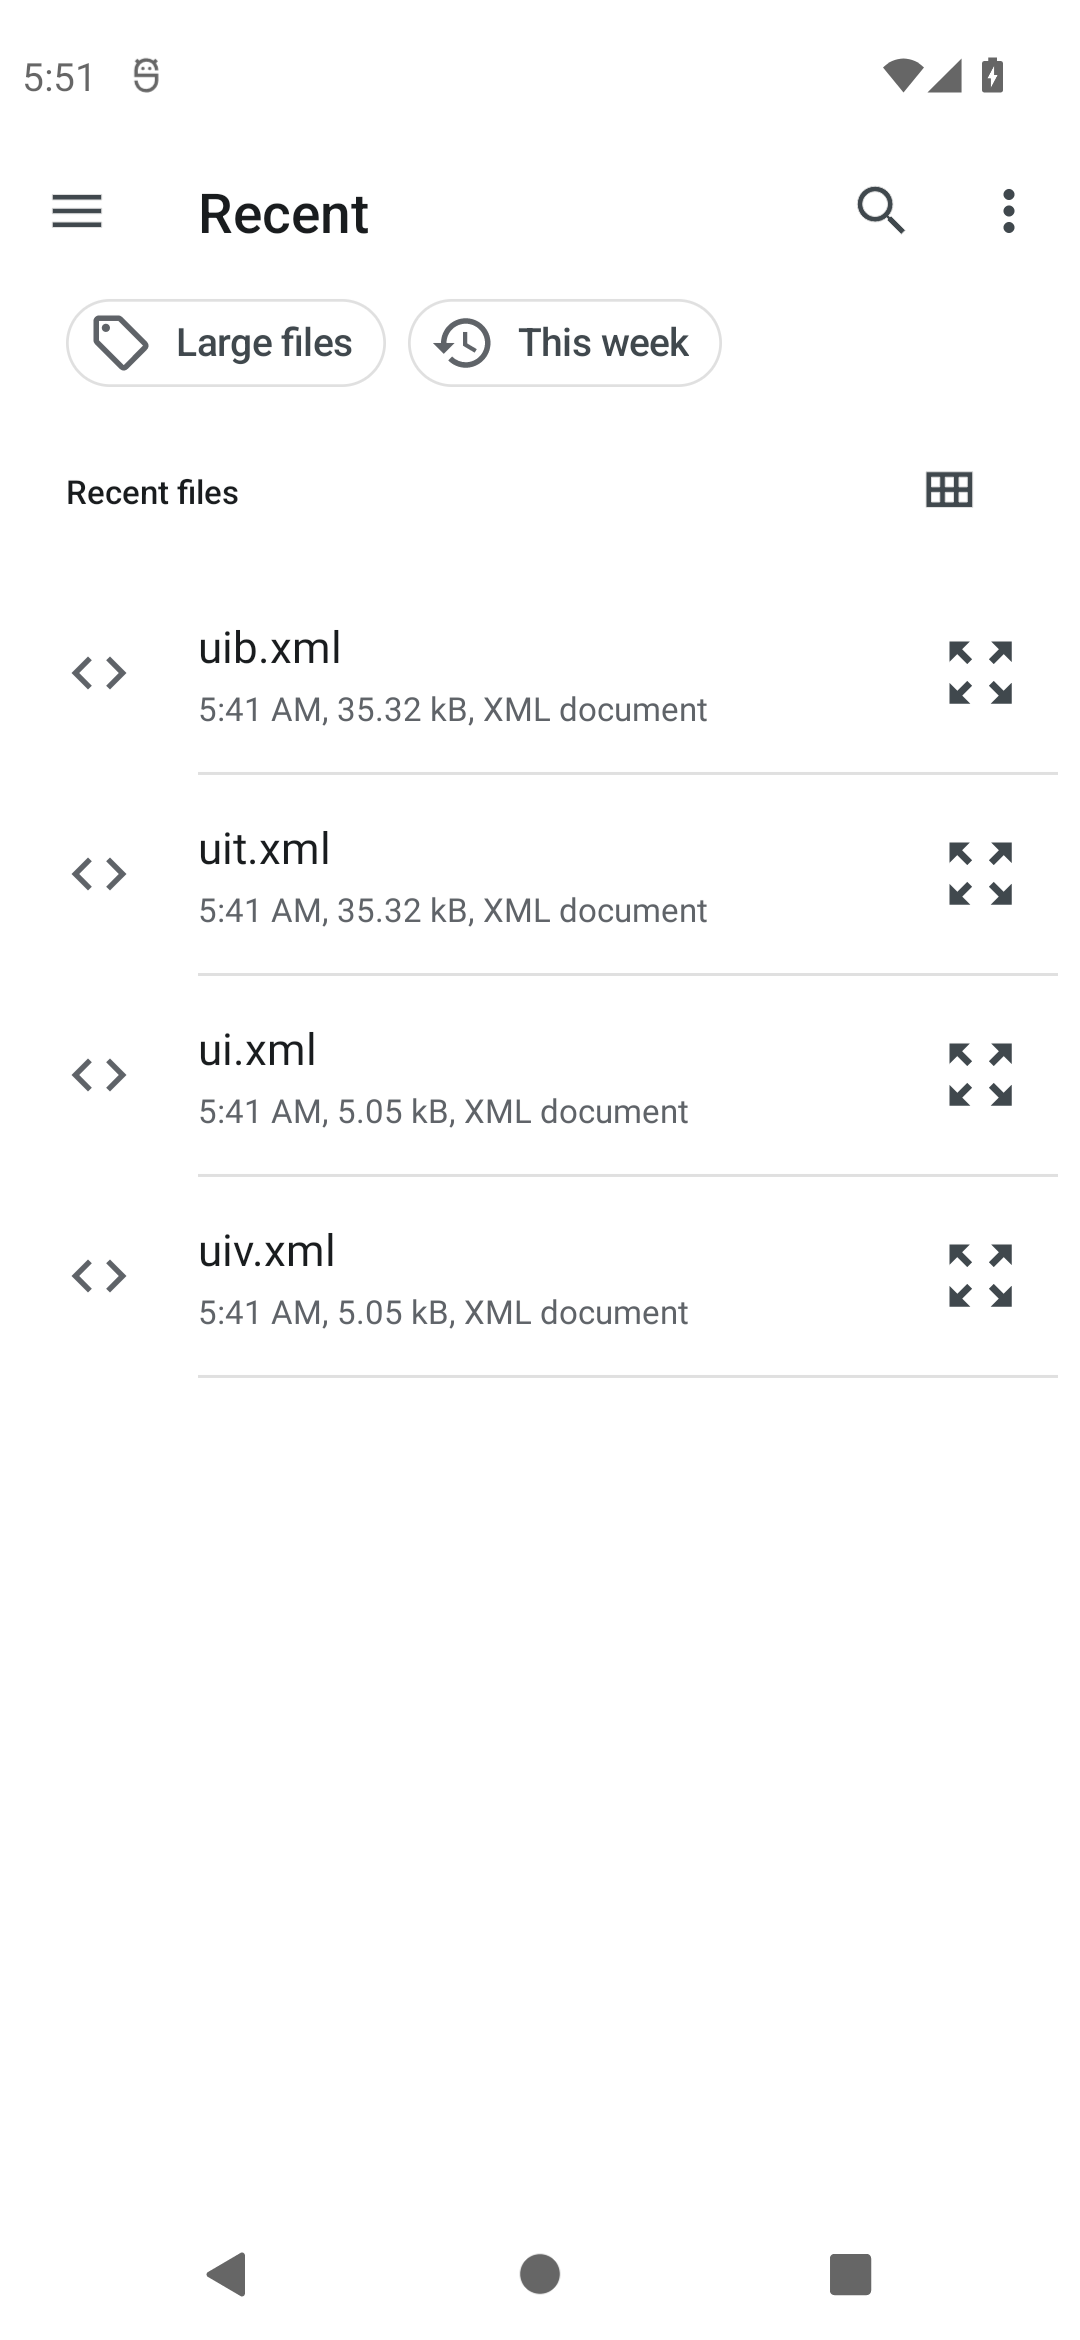 5:51
Recent
Large files
This week
Recent files
uib.xml
5:41 AM, 35.32 kB, XML document
uit.xml
5:41 AM, 35.32 kB, XML document
ui.xml
5:41 AM, 5.05 kB, XML document
uiv.xml
5:41 AM, 5.05 kB, XML document